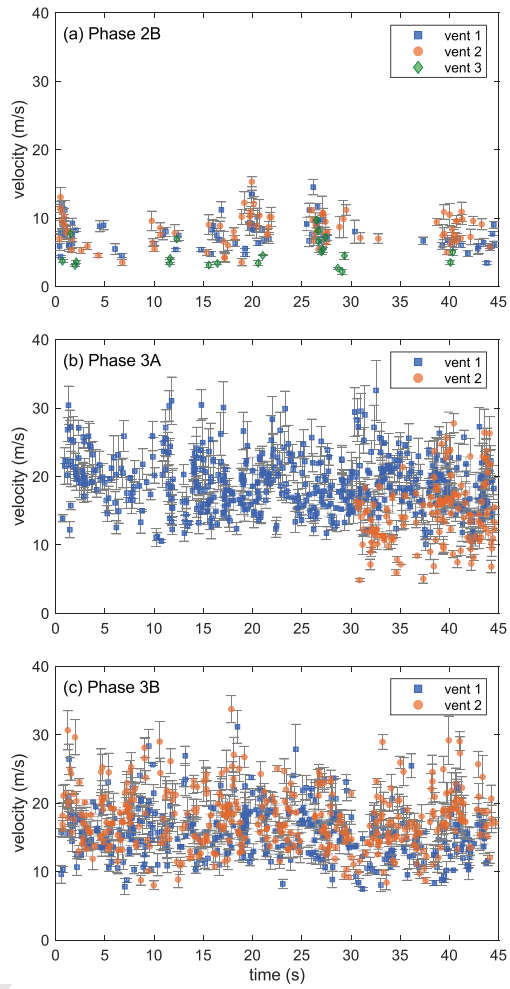 (a) Phase 2B
vent 1
vent 2
vent 3
velocity (m/s)
40
30
20
10
0
0 5 10 15 20 25 30 35 40 45
(b) Phase 3A
vent 1
vent 2
velocity (m/s)
40
30
20
10
0
0 5 10 15 20 25 30 35 40 45
(c) Phase 3B
vent 1
vent 2
velocity (m/s)
40
30
20
10
0
0 5 10 15 20 25 30 35 40 45
time (s)